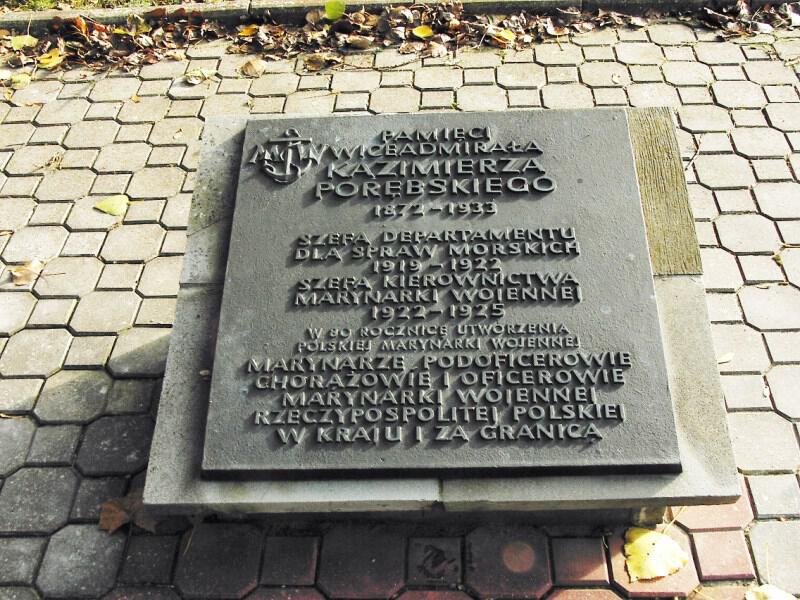 PAMIĘCI
WICEADMIRAŁA
KAZIMIERZA
PORĘBSKIEGO
1872-1933
SZEFA DEPARTAMENTU
DLA SPRAW MORSKICH
1919-1922
SZEFA KIEROWNICTWA
MARYNARKI WOJENNEJ
1922-1925
W 80 ROCZNICĘ UTWORZENIA
POLSKIEJ MARYNARKI WOJENNEJ
MARYNARZE, PODOFICEROWIE
CHORĄŻOWIE I OFICEROWIE
MARYNARKI WOJENNEJ
RZECZYPOSPOLITEJ POLSKIEJ
W KRAJU I ZA GRANICĄ